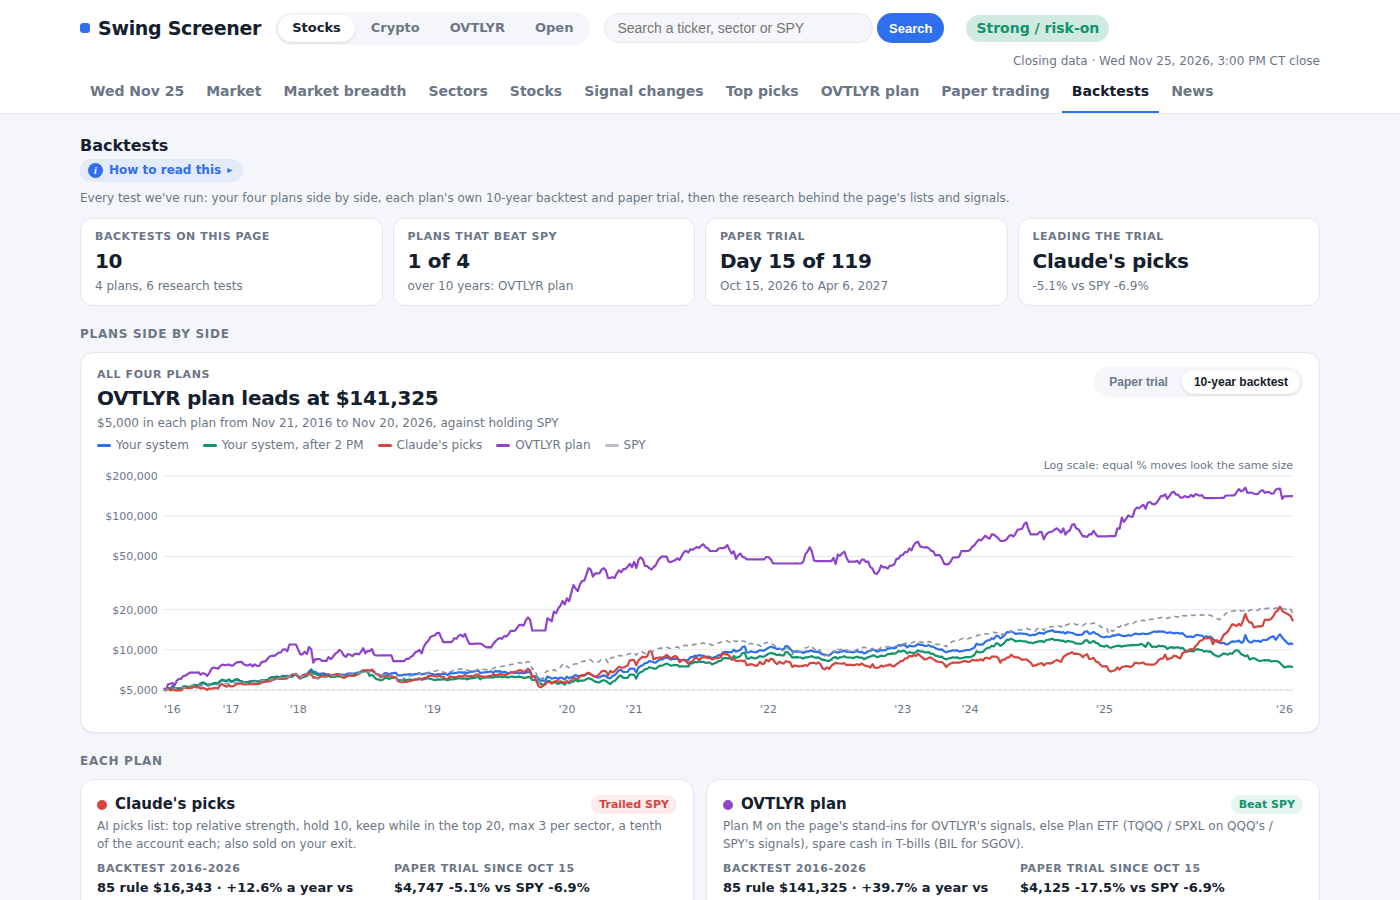 Swing Screener
Stocks Crypto OVTLYR Open
Search a ticker, sector or SPY
Search
Strong / risk-on
Closing data · Wed Nov 25, 2026, 3:00 PM CT close
Wed Nov 25 Market Market breadth Sectors Stocks Signal changes Top picks OVTLYR plan Paper trading Backtests News
Backtests
i How to read this ▸
Every test we've run: your four plans side by side, each plan's own 10-year backtest and paper trial, then the research behind the page's lists and signals.
BACKTESTS ON THIS PAGE
10
4 plans, 6 research tests
PLANS THAT BEAT SPY
1 of 4
over 10 years: OVTLYR plan
PAPER TRIAL
Day 15 of 119
Oct 15, 2026 to Apr 6, 2027
LEADING THE TRIAL
Claude's picks
-5.1% vs SPY -6.9%
PLANS SIDE BY SIDE
ALL FOUR PLANS
OVTLYR plan leads at $141,325
$5,000 in each plan from Nov 21, 2016 to Nov 20, 2026, against holding SPY
Paper trial 10-year backtest
Your system Your system, after 2 PM Claude's picks OVTLYR plan SPY
Log scale: equal % moves look the same size
$200,000
$100,000
$50,000
$20,000
$10,000
$5,000
'16 '17 '18 '19 '20 '21 '22 '23 '24 '25 '26
EACH PLAN
Claude's picks
Trailed SPY
AI picks list: top relative strength, hold 10, keep while in the top 20, max 3 per sector, a tenth
of the account each; also sold on your exit.
BACKTEST 2016-2026
85 rule $16,343 · +12.6% a year vs
PAPER TRIAL SINCE OCT 15
$4,747 -5.1% vs SPY -6.9%
OVTLYR plan
Beat SPY
Plan M on the page's stand-ins for OVTLYR's signals, else Plan ETF (TQQQ / SPXL on QQQ's /
SPY's signals), spare cash in T-bills (BIL for SGOV).
BACKTEST 2016-2026
85 rule $141,325 · +39.7% a year vs
PAPER TRIAL SINCE OCT 15
$4,125 -17.5% vs SPY -6.9%